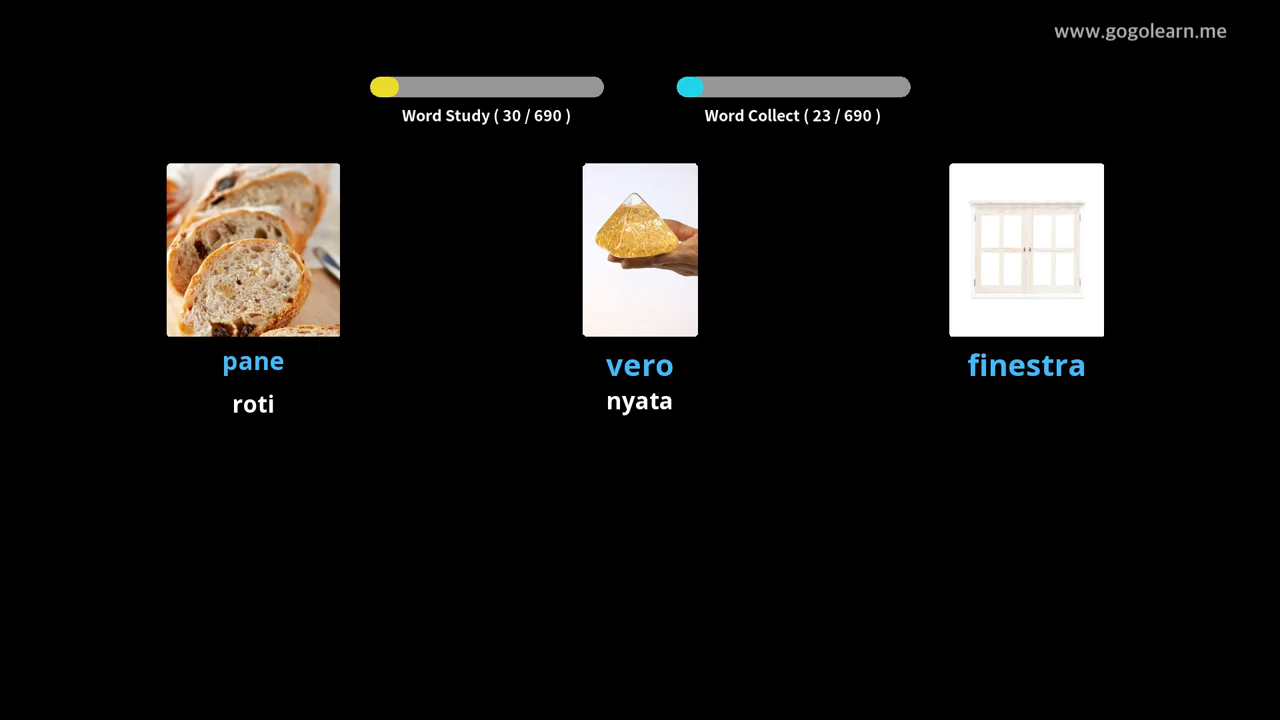 www.gogolearn.me
Word Study ( 30 / 690 )
Word Collect ( 23 / 690 )
pane
roti
vero
nyata
finestra